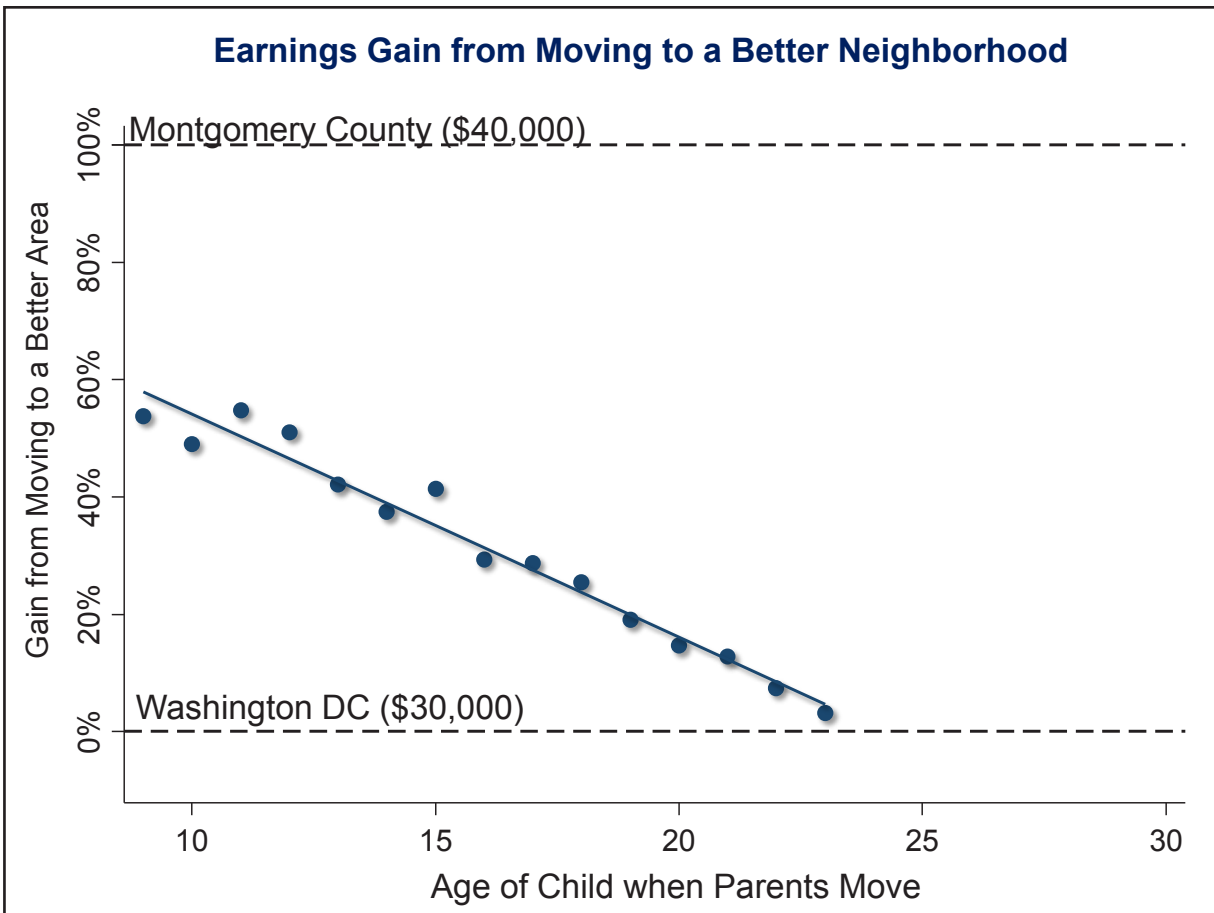 Earnings Gain from Moving to a Better Neighborhood
Montgomery County ($40,000)
100%
80%
60%
40%
20%
0%
Gain from Moving to a Better Area
Washington DC ($30,000)
10
15
20
25
30
Age of Child when Parents Move